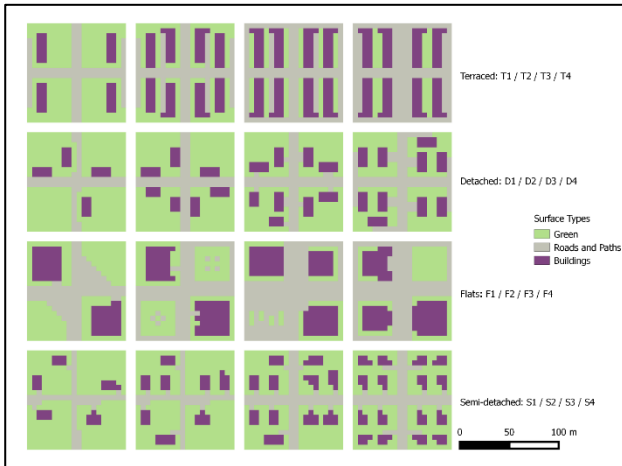 Terraced: T1 / T2 / T3 / T4
Detached: D1 / D2 / D3 / D4
Surface Types
Green
Roads and Paths
Buildings
Flats: F1 / F2 / F3 / F4
Semi-detached: S1 / S2 / S3 / S4
0 50 100 m